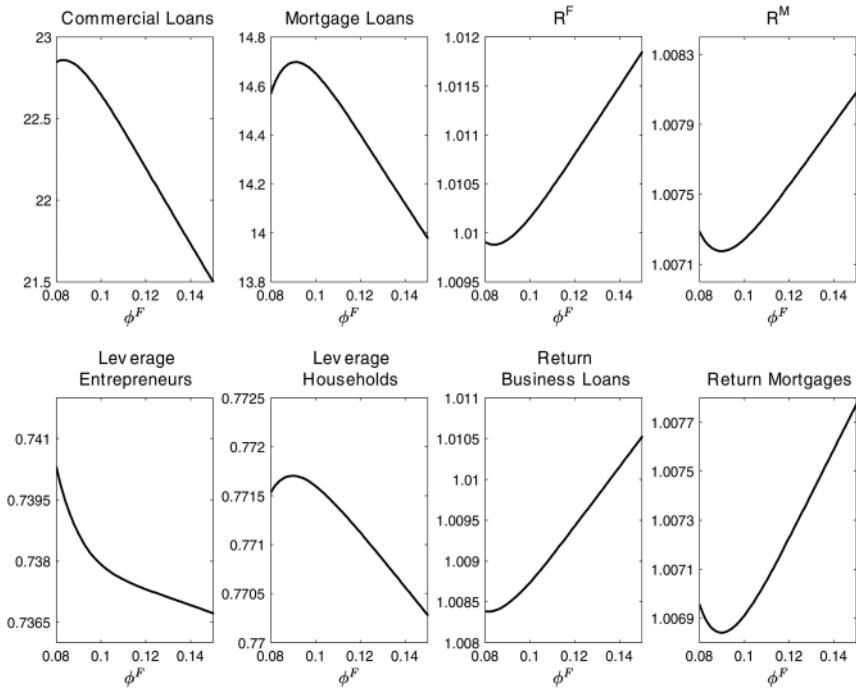 Commercial Loans
23
22.5
22
21.5
0.08 0.1 0.12 0.14
ϕ^F
Mortgage Loans
14.8
14.6
14.4
14.2
14
13.8
0.08 0.1 0.12 0.14
ϕ^F
R^F
1.012
1.0115
1.011
1.0105
1.01
1.0095
0.08 0.1 0.12 0.14
ϕ^F
R^M
1.0083
1.0079
1.0075
1.0071
0.08 0.1 0.12 0.14
ϕ^F
Leverage
Entrepreneurs
0.741
0.7395
0.738
0.7365
0.08 0.1 0.12 0.14
ϕ^F
Leverage
Households
0.7725
0.772
0.7715
0.771
0.7705
0.77
0.08 0.1 0.12 0.14
ϕ^F
Return
Business Loans
1.011
1.0105
1.01
1.0095
1.009
1.0085
1.008
0.08 0.1 0.12 0.14
ϕ^F
Return Mortgages
1.0077
1.0075
1.0073
1.0071
1.0069
0.08 0.1 0.12 0.14
ϕ^F